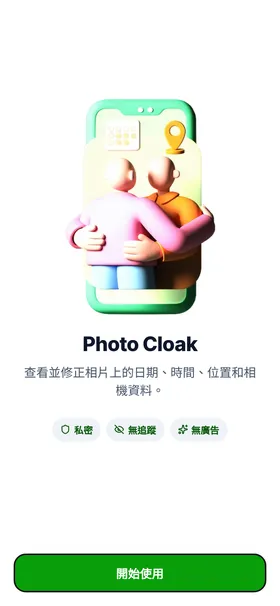 Photo Cloak
查看並修正相片上的日期、時間、位置和相
機資料。
私密
無追蹤
無廣告
開始使用